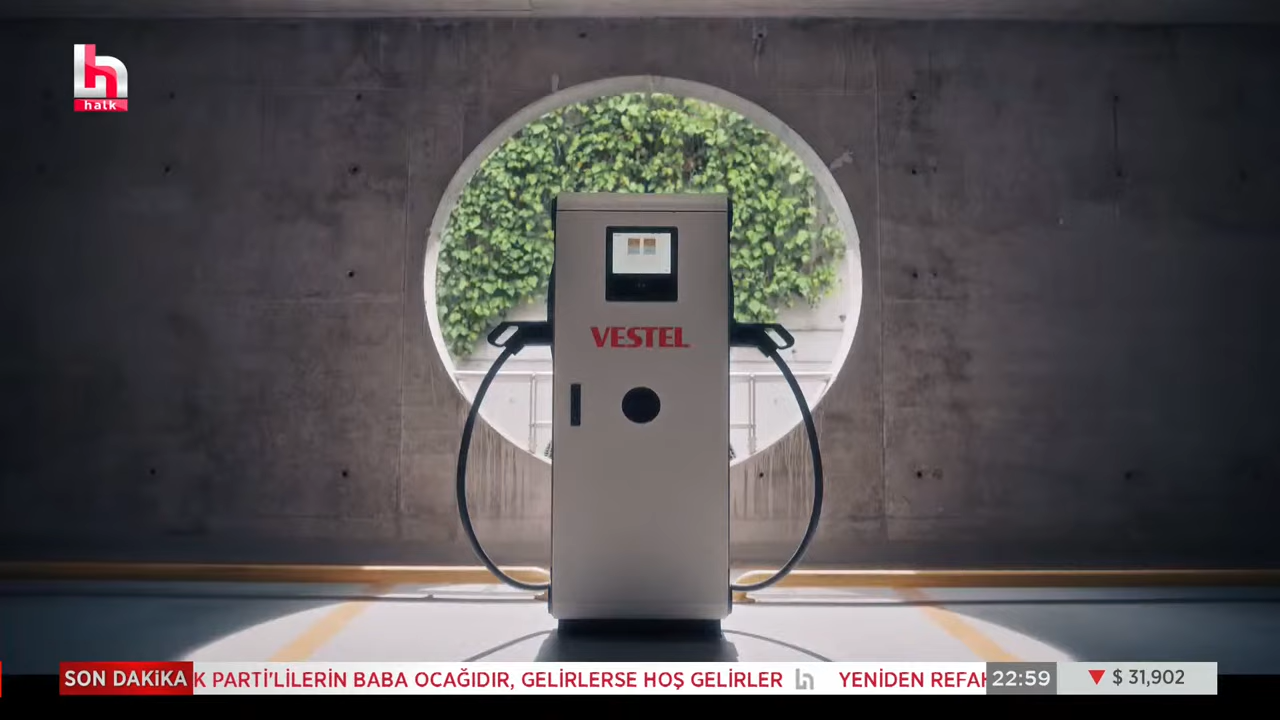 halk
VESTEL
SON DAKİKA
PARTİ'LİLERİN BABA OCAĞIDIR, GELİRLERSE HOŞ GELİRLER
YENİDEN
22:59
▼ $ 31,902